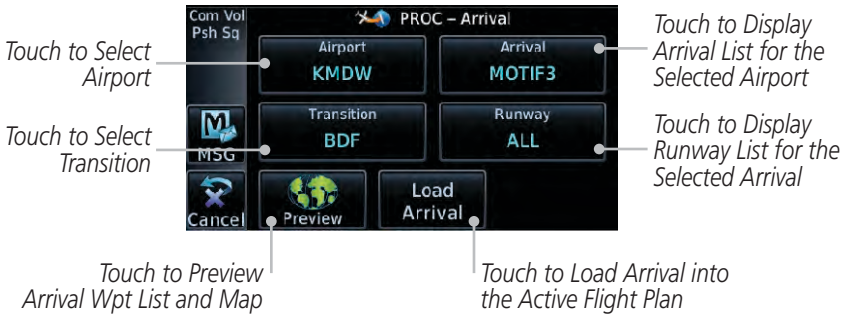 Com Vol
Psh Sq
PROC – Arrival
Touch to Select
Airport
Airport
KMDW
Arrival
MOTIF3
Touch to Display
Arrival List for the
Selected Airport
Touch to Select
Transition
MSG
Transition
BDF
Runway
ALL
Touch to Display
Runway List for the
Selected Arrival
Cancel
Preview
Load
Arrival
Touch to Preview
Arrival Wpt List and Map
Touch to Load Arrival into
the Active Flight Plan